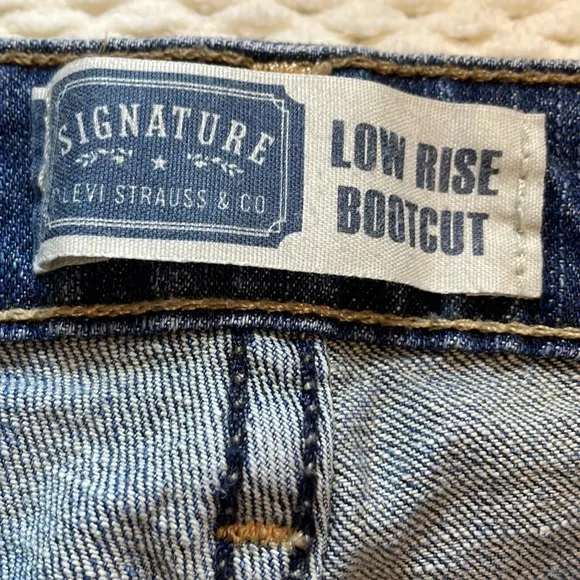 SIGNATURE
LEVI STRAUSS & CO
LOW RISE
BOOTCUT